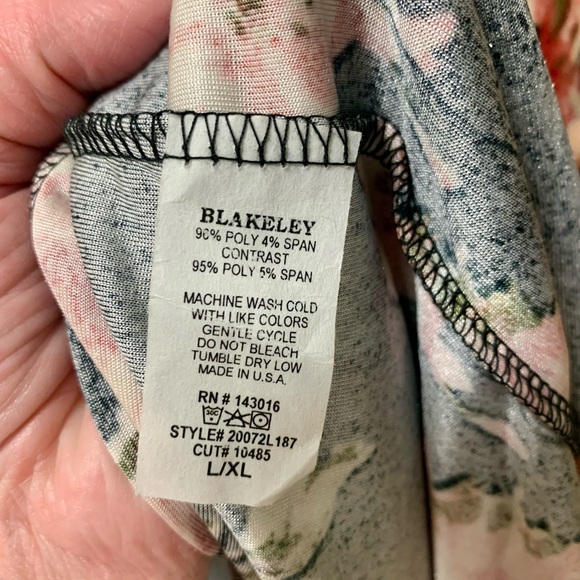 BLAKELEY
96% POLY 4% SPAN
CONTRAST
95% POLY 5% SPAN
MACHINE WASH COLD
WITH LIKE COLORS
GENTLE CYCLE
DO NOT BLEACH
TUMBLE DRY LOW
MADE IN U.S.A.
RN # 143016
STYLE# 20072L187
CUT# 10485
L/XL